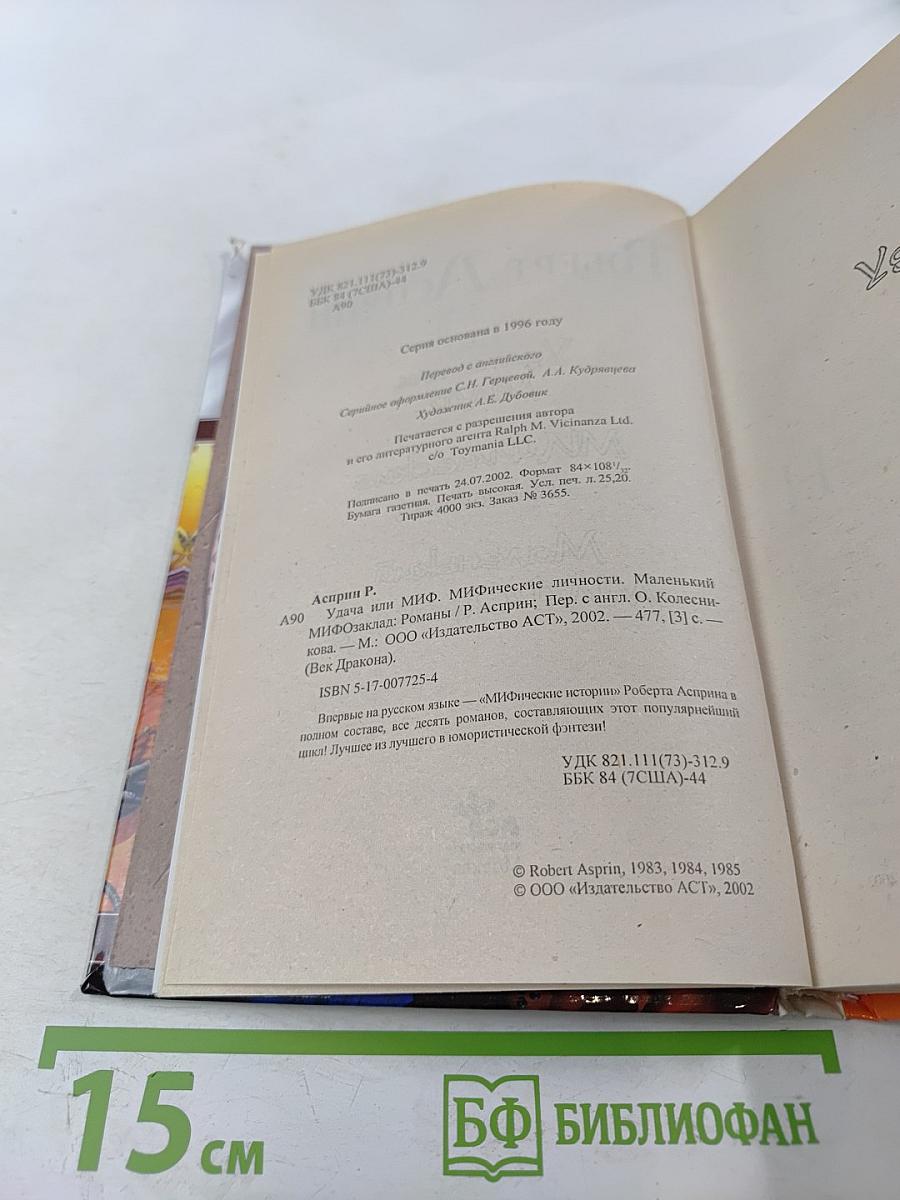 УДК 821.111(73)-312.9
ББК 84 (7США)-44
А90
Серия основана в 1996 году
Перевод с английского
Серийное оформление С.Н. Герцевой, А.А. Кудрявцева
Художник А.Е. Дубовик
Печатается с разрешения автора
и его литературного агента Ralph M. Vicinanza Ltd.
c/o Toymania LLC.
Подписано в печать 24.07.2002. Формат 84×108¹/₃₂.
Бумага газетная. Печать высокая. Усл. печ. л. 25,20.
Тираж 4000 экз. Заказ № 3655.
Асприн Р.
А90 Удача или МИФ. МИФические личности. Маленький
МИФОзаклад: Романы / Р. Асприн; Пер. с англ. О. Колесни-
кова. — М.: ООО «Издательство АСТ», 2002. — 477, [3] с. —
(Век Дракона).
ISBN 5-17-007725-4
Впервые на русском языке — «МИФические истории» Роберта Асприна в
полном составе, все десять романов, составляющих этот популярнейший
цикл! Лучшее из лучшего в юмористической фэнтези!
УДК 821.111(73)-312.9
ББК 84 (7США)-44
© Robert Asprin, 1983, 1984, 1985
© ООО «Издательство АСТ», 2002
15 см
БФ БИБЛИОФАН